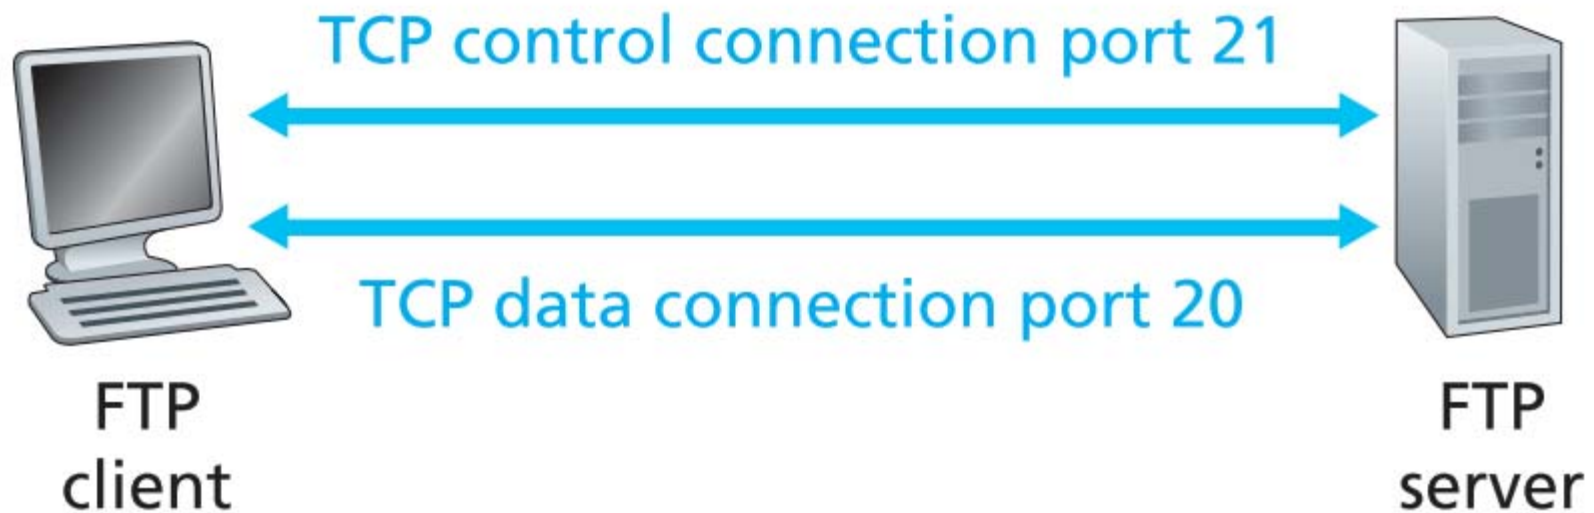 TCP control connection port 21
TCP data connection port 20
FTP
client
FTP
server